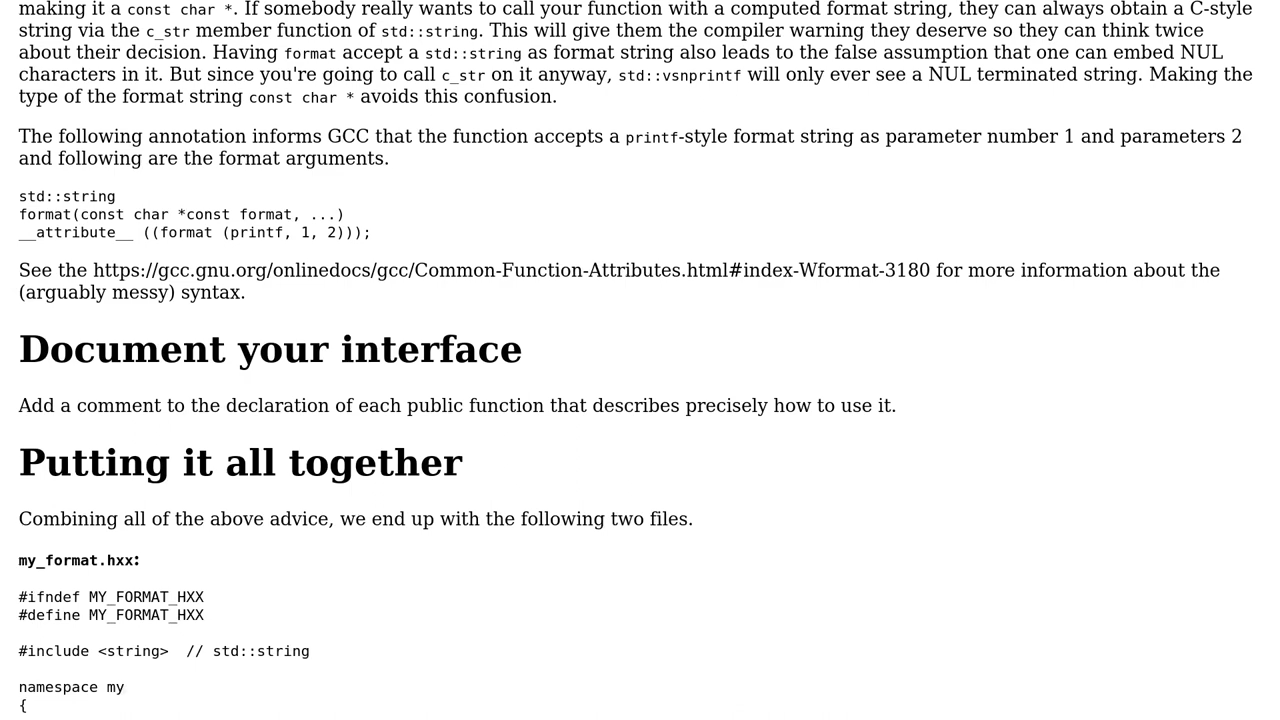 making it a const char *. If somebody really wants to call your function with a computed format string, they can always obtain a C-style
string via the c_str member function of std::string. This will give them the compiler warning they deserve so they can think twice
about their decision. Having format accept a std::string as format string also leads to the false assumption that one can embed NUL
characters in it. But since you're going to call c_str on it anyway, std::vsnprintf will only ever see a NUL terminated string. Making the
type of the format string const char * avoids this confusion.
The following annotation informs GCC that the function accepts a printf-style format string as parameter number 1 and parameters 2
and following are the format arguments.
std::string
format(const char *const format, ...)
__attribute__ ((format (printf, 1, 2)));
See the https://gcc.gnu.org/onlinedocs/gcc/Common-Function-Attributes.html#index-Wformat-3180 for more information about the
(arguably messy) syntax.
Document your interface
Add a comment to the declaration of each public function that describes precisely how to use it.
Putting it all together
Combining all of the above advice, we end up with the following two files.
my_format.hxx:
#ifndef MY_FORMAT_HXX
#define MY_FORMAT_HXX
#include <string>  // std::string
namespace my
{